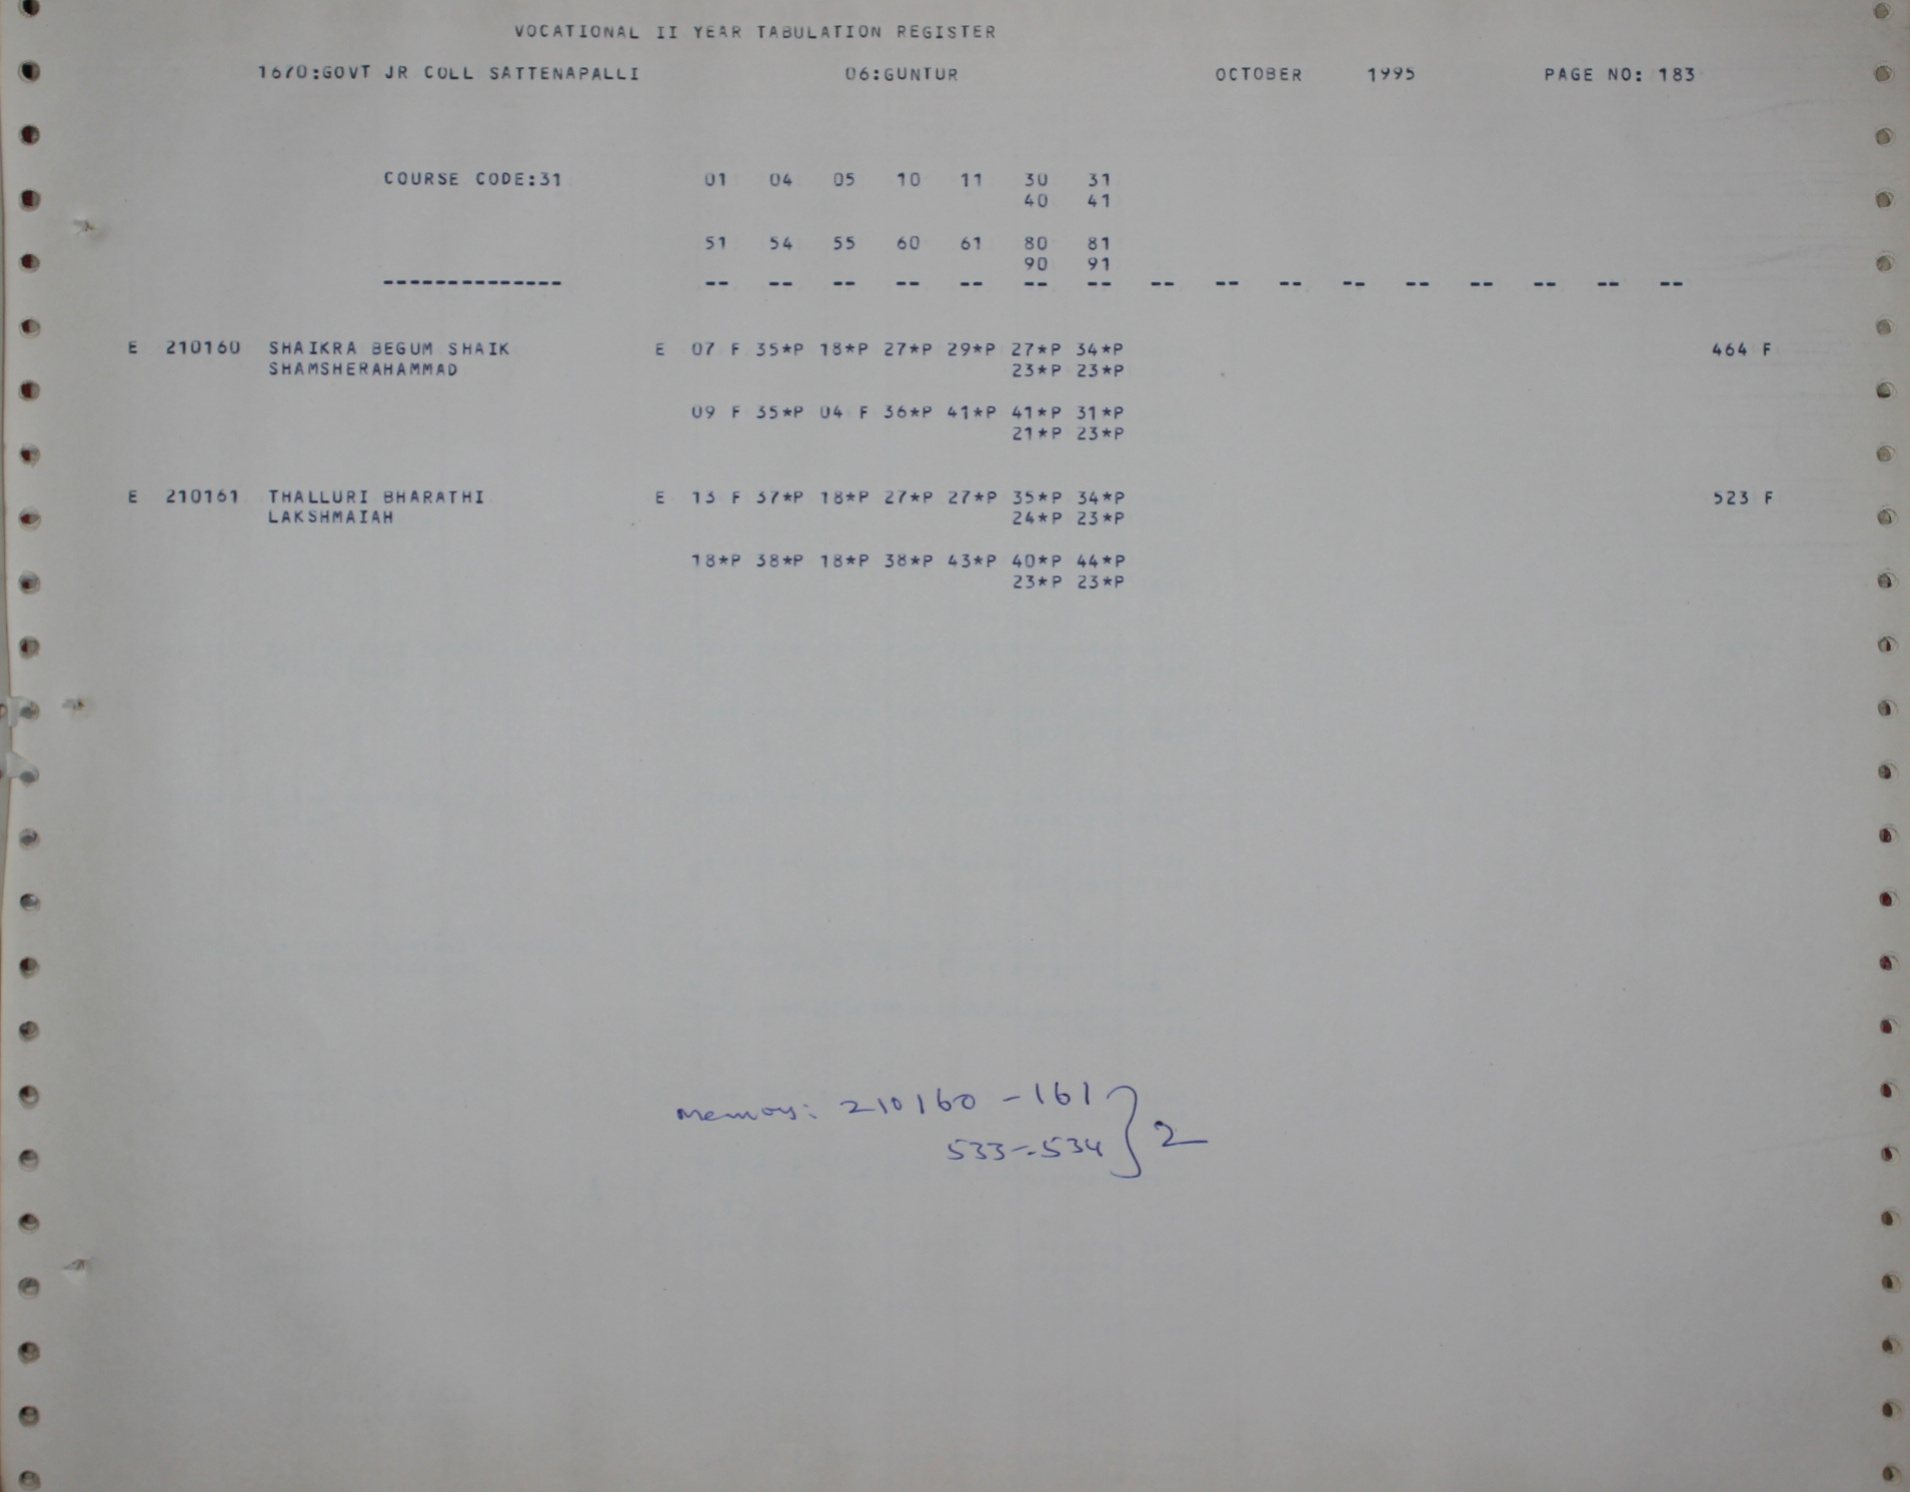 VOCATIONAL II YEAR TABULATION REGISTER
1670:GOVT JR COLL SATTENAPALLI 06:GUNTUR OCTOBER 1995 PAGE NO: 183
COURSE CODE:31 01 04 05 10 11 30 31
40 41
51 54 55 60 61 80 81
90 91
-------------- -- -- -- -- -- -- -- -- -- -- -- -- -- -- -- --
E 210160 SHAIKRA BEGUM SHAIK E 07 F 35*P 18*P 27*P 29*P 27*P 34*P 464 F
SHAMSHERAHAMMAD 23*P 23*P
09 F 35*P 04 F 36*P 41*P 41*P 31*P
21*P 23*P
E 210161 THALLURI BHARATHI E 13 F 37*P 18*P 27*P 27*P 35*P 34*P 523 F
LAKSHMAIAH 24*P 23*P
18*P 38*P 18*P 38*P 43*P 40*P 44*P
23*P 23*P
memos: 210160 - 161
533-534 } 2